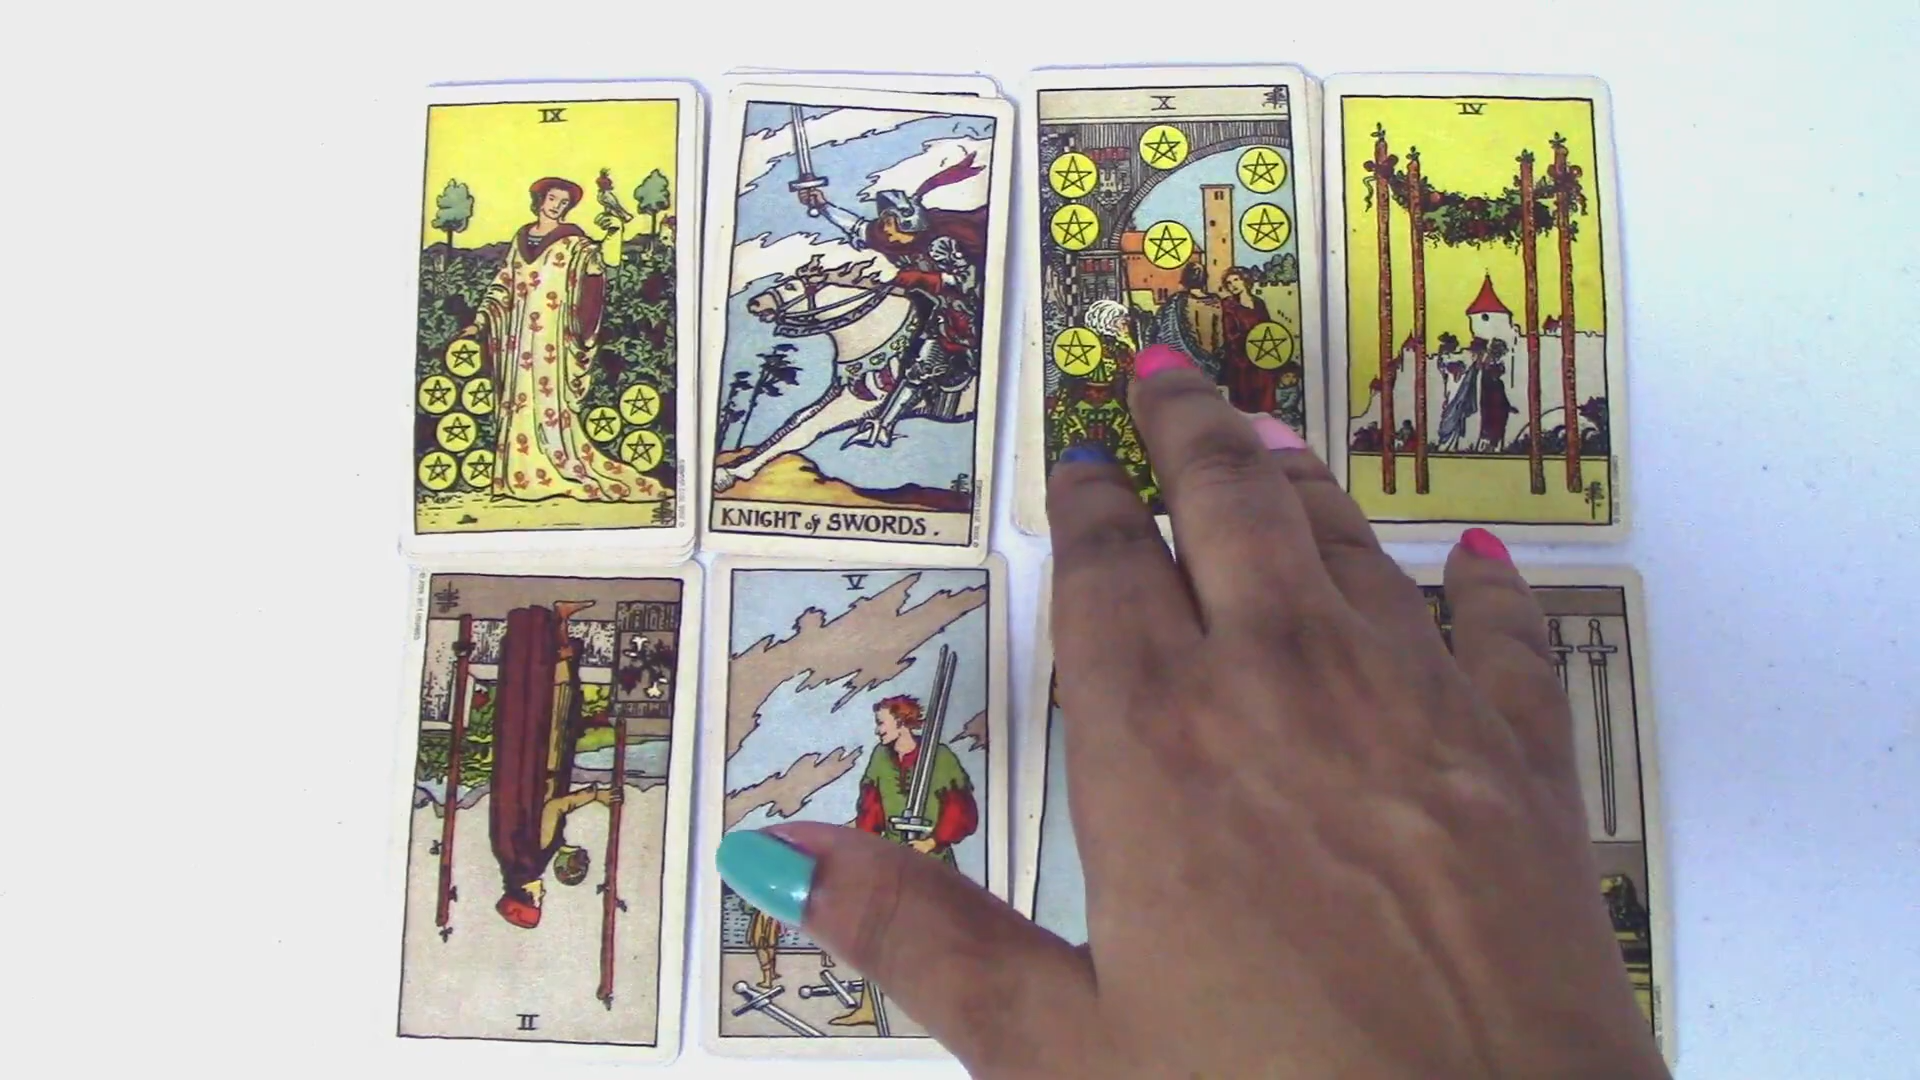 IX
X
IV
KNIGHT of SWORDS.
V
II